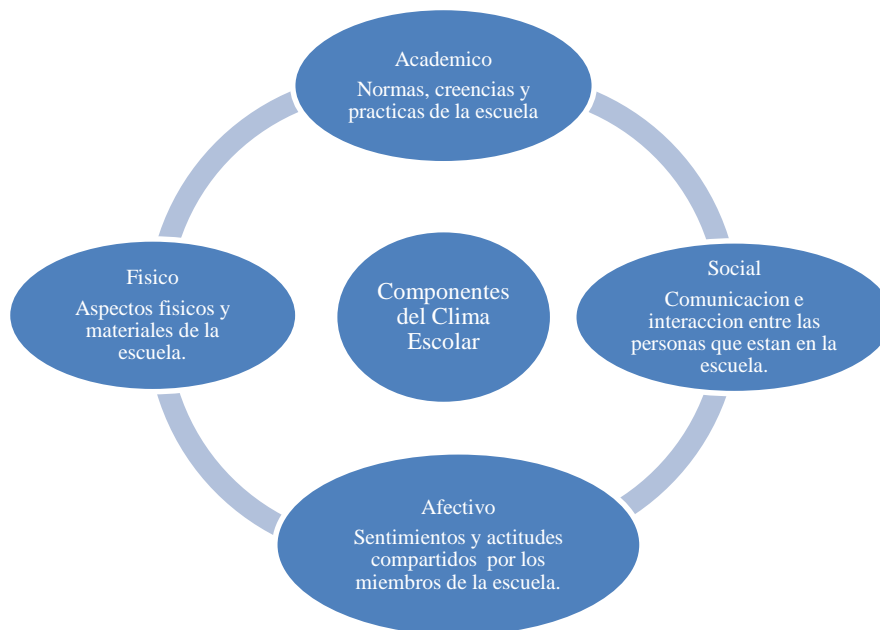 Academico
Normas, creencias y
practicas de la escuela
Fisico
Aspectos fisicos y
materiales de la
escuela.
Componentes
del Clima
Escolar
Social
Comunicacion e
interaccion entre las
personas que estan en la
escuela.
Afectivo
Sentimientos y actitudes
compartidos por los
miembros de la escuela.